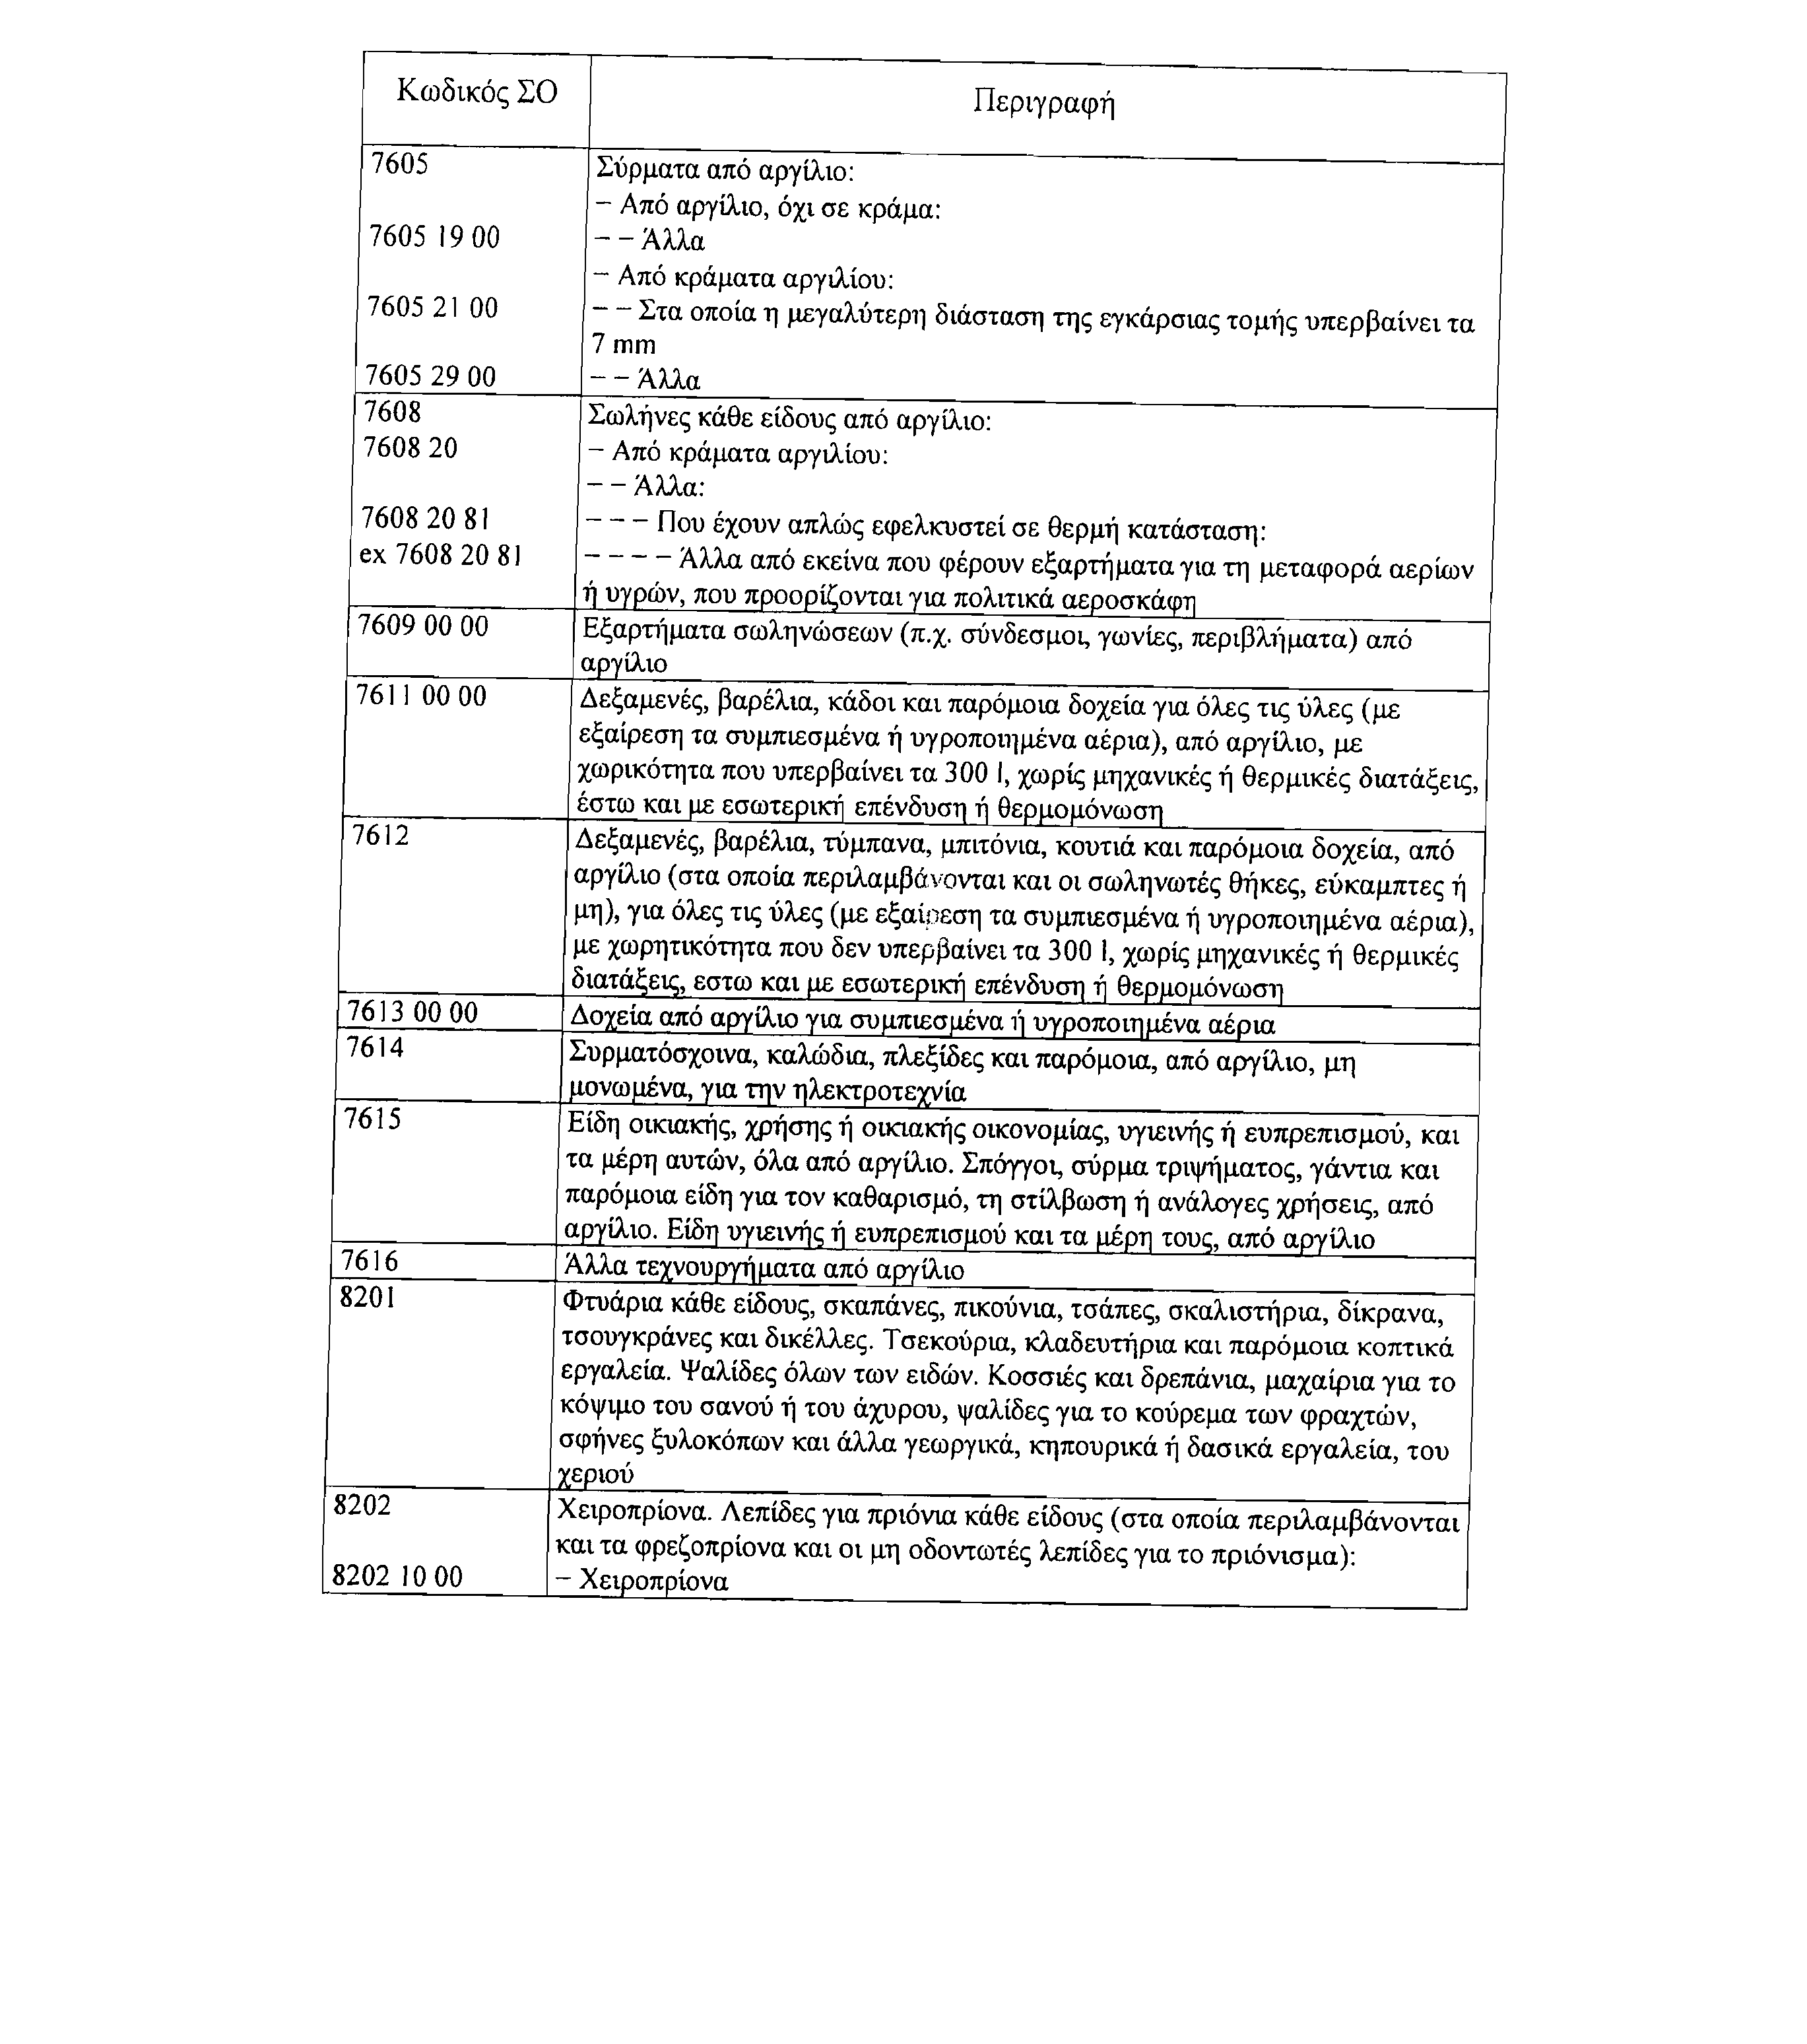 Κωδικός ΣΟ Περιγραφή
7605 Σύρματα από αργίλιο:
– Από αργίλιο, όχι σε κράμα:
7605 19 00 – – Άλλα
– Από κράματα αργιλίου:
7605 21 00 – – Στα οποία η μεγαλύτερη διάσταση της εγκάρσιας τομής υπερβαίνει τα
7 mm
7605 29 00 – – Άλλα
7608 Σωλήνες κάθε είδους από αργίλιο:
7608 20 – Από κράματα αργιλίου:
– – Άλλα:
7608 20 81 – – – Που έχουν απλώς εφελκυστεί σε θερμή κατάσταση:
ex 7608 20 81 – – – – Άλλα από εκείνα που φέρουν εξαρτήματα για τη μεταφορά αερίων
ή υγρών, που προορίζονται για πολιτικά αεροσκάφη
7609 00 00 Εξαρτήματα σωληνώσεων (π.χ. σύνδεσμοι, γωνίες, περιβλήματα) από
αργίλιο
7611 00 00 Δεξαμενές, βαρέλια, κάδοι και παρόμοια δοχεία για όλες τις ύλες (με
εξαίρεση τα συμπιεσμένα ή υγροποιημένα αέρια), από αργίλιο, με
χωρικότητα που υπερβαίνει τα 300 l, χωρίς μηχανικές ή θερμικές διατάξεις,
έστω και με εσωτερική επένδυση ή θερμομόνωση
7612 Δεξαμενές, βαρέλια, τύμπανα, μπιτόνια, κουτιά και παρόμοια δοχεία, από
αργίλιο (στα οποία περιλαμβάνονται και οι σωληνωτές θήκες, εύκαμπτες ή
μη), για όλες τις ύλες (με εξαίρεση τα συμπιεσμένα ή υγροποιημένα αέρια),
με χωρητικότητα που δεν υπερβαίνει τα 300 l, χωρίς μηχανικές ή θερμικές
διατάξεις, εστω και με εσωτερική επένδυση ή θερμομόνωση
7613 00 00 Δοχεία από αργίλιο για συμπιεσμένα ή υγροποιημένα αέρια
7614 Συρματόσχοινα, καλώδια, πλεξίδες και παρόμοια, από αργίλιο, μη
μονωμένα, για την ηλεκτροτεχνία
7615 Είδη οικιακής, χρήσης ή οικιακής οικονομίας, υγιεινής ή ευπρεπισμού, και
τα μέρη αυτών, όλα από αργίλιο. Σπόγγοι, σύρμα τριψήματος, γάντια και
παρόμοια είδη για τον καθαρισμό, τη στίλβωση ή ανάλογες χρήσεις, από
αργίλιο. Είδη υγιεινής ή ευπρεπισμού και τα μέρη τους, από αργίλιο
7616 Άλλα τεχνουργήματα από αργίλιο
8201 Φτυάρια κάθε είδους, σκαπάνες, πικούνια, τσάπες, σκαλιστήρια, δίκρανα,
τσουγκράνες και δικέλλες. Τσεκούρια, κλαδευτήρια και παρόμοια κοπτικά
εργαλεία. Ψαλίδες όλων των ειδών. Κοσσιές και δρεπάνια, μαχαίρια για το
κόψιμο του σανού ή του άχυρου, ψαλίδες για το κούρεμα των φραχτών,
σφήνες ξυλοκόπων και άλλα γεωργικά, κηπουρικά ή δασικά εργαλεία, του
χεριού
8202 Χειροπρίονα. Λεπίδες για πριόνια κάθε είδους (στα οποία περιλαμβάνονται
και τα φρεζοπρίονα και οι μη οδοντωτές λεπίδες για το πριόνισμα):
8202 10 00 – Χειροπρίονα